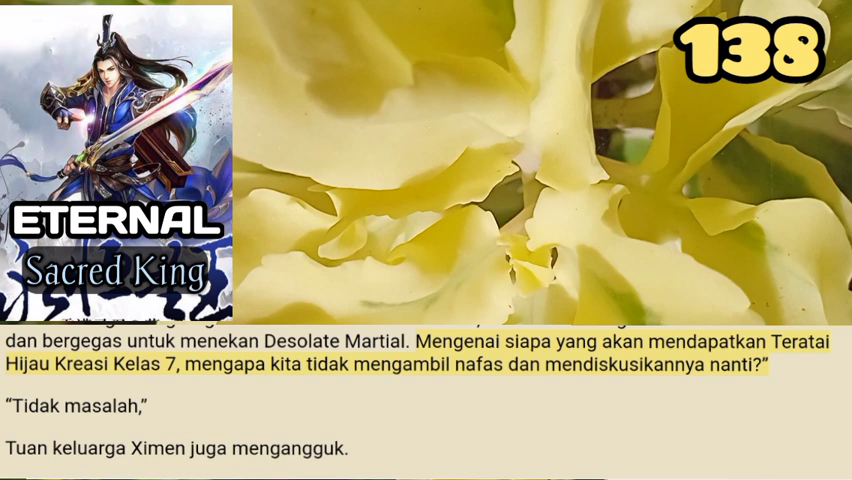 138
ETERNAL
Sacred King
dan bergegas untuk menekan Desolate Martial. Mengenai siapa yang akan mendapatkan Teratai
Hijau Kreasi Kelas 7, mengapa kita tidak mengambil nafas dan mendiskusikannya nanti?”
“Tidak masalah,”
Tuan keluarga Ximen juga mengangguk.